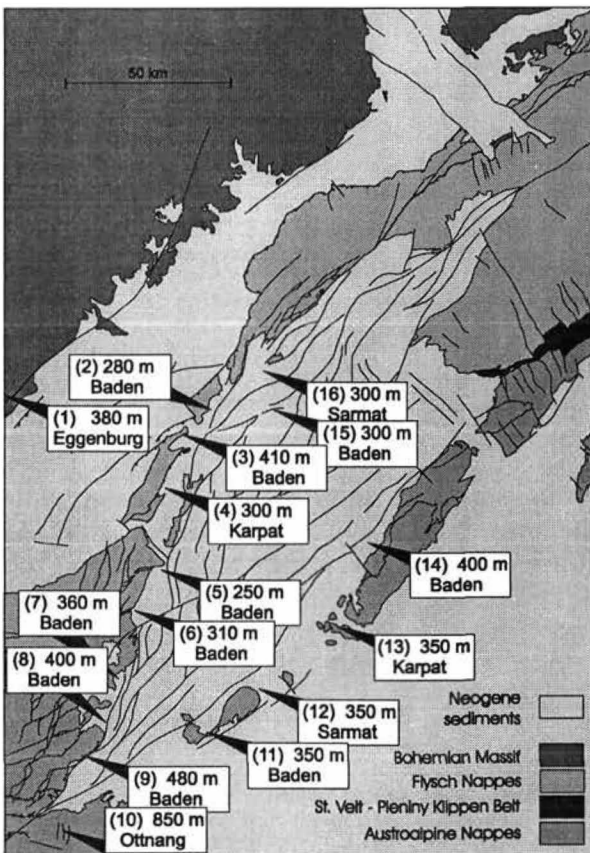 50 km
(2) 280 m
Baden
(1) 380 m
Eggenburg
(16) 300 m
Sarmat
(15) 300 m
Baden
(3) 410 m
Baden
(4) 300 m
Karpat
(14) 400 m
Baden
(5) 250 m
Baden
(7) 360 m
Baden
(6) 310 m
Baden
(13) 350 m
Karpat
(8) 400 m
Baden
(12) 350 m
Sarmat
(11) 350 m
Baden
(9) 480 m
Baden
(10) 850 m
Ottnang
Neogene
sediments
Bohemian Massif
Flysch Nappes
St. Veit - Pieniny Klippen Belt
Austroalpine Nappes